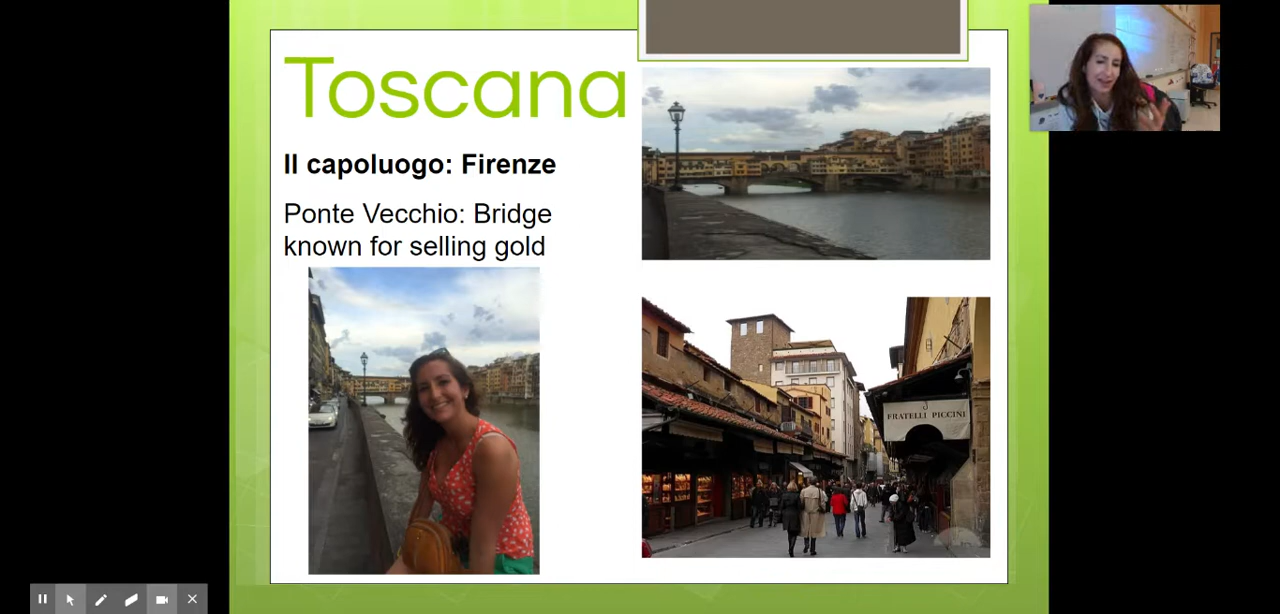 Toscana
Il capoluogo: Firenze
Ponte Vecchio: Bridge
known for selling gold
FRATELLI PICCINI